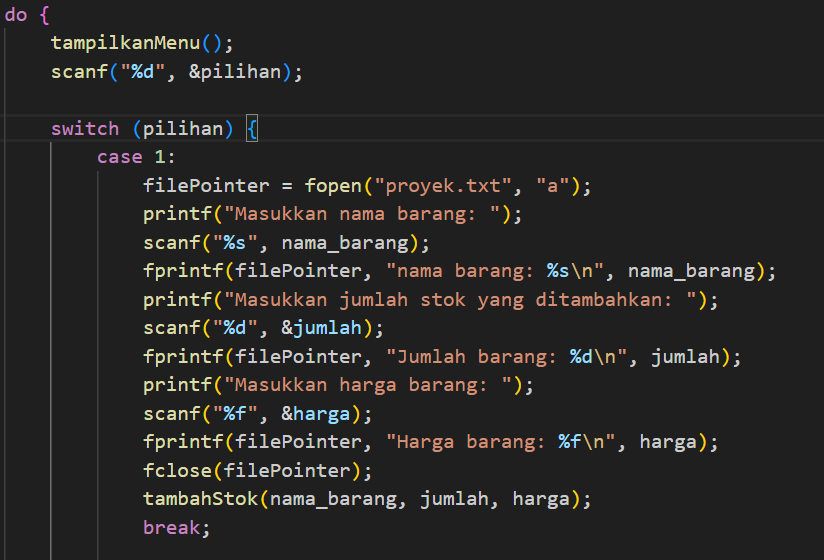 do {
    tampilkanMenu();
    scanf("%d", &pilihan);
    switch (pilihan) {
        case 1:
            filePointer = fopen("proyek.txt", "a");
            printf("Masukkan nama barang: ");
            scanf("%s", nama_barang);
            fprintf(filePointer, "nama barang: %s\n", nama_barang);
            printf("Masukkan jumlah stok yang ditambahkan: ");
            scanf("%d", &jumlah);
            fprintf(filePointer, "Jumlah barang: %d\n", jumlah);
            printf("Masukkan harga barang: ");
            scanf("%f", &harga);
            fprintf(filePointer, "Harga barang: %f\n", harga);
            fclose(filePointer);
            tambahStok(nama_barang, jumlah, harga);
            break;